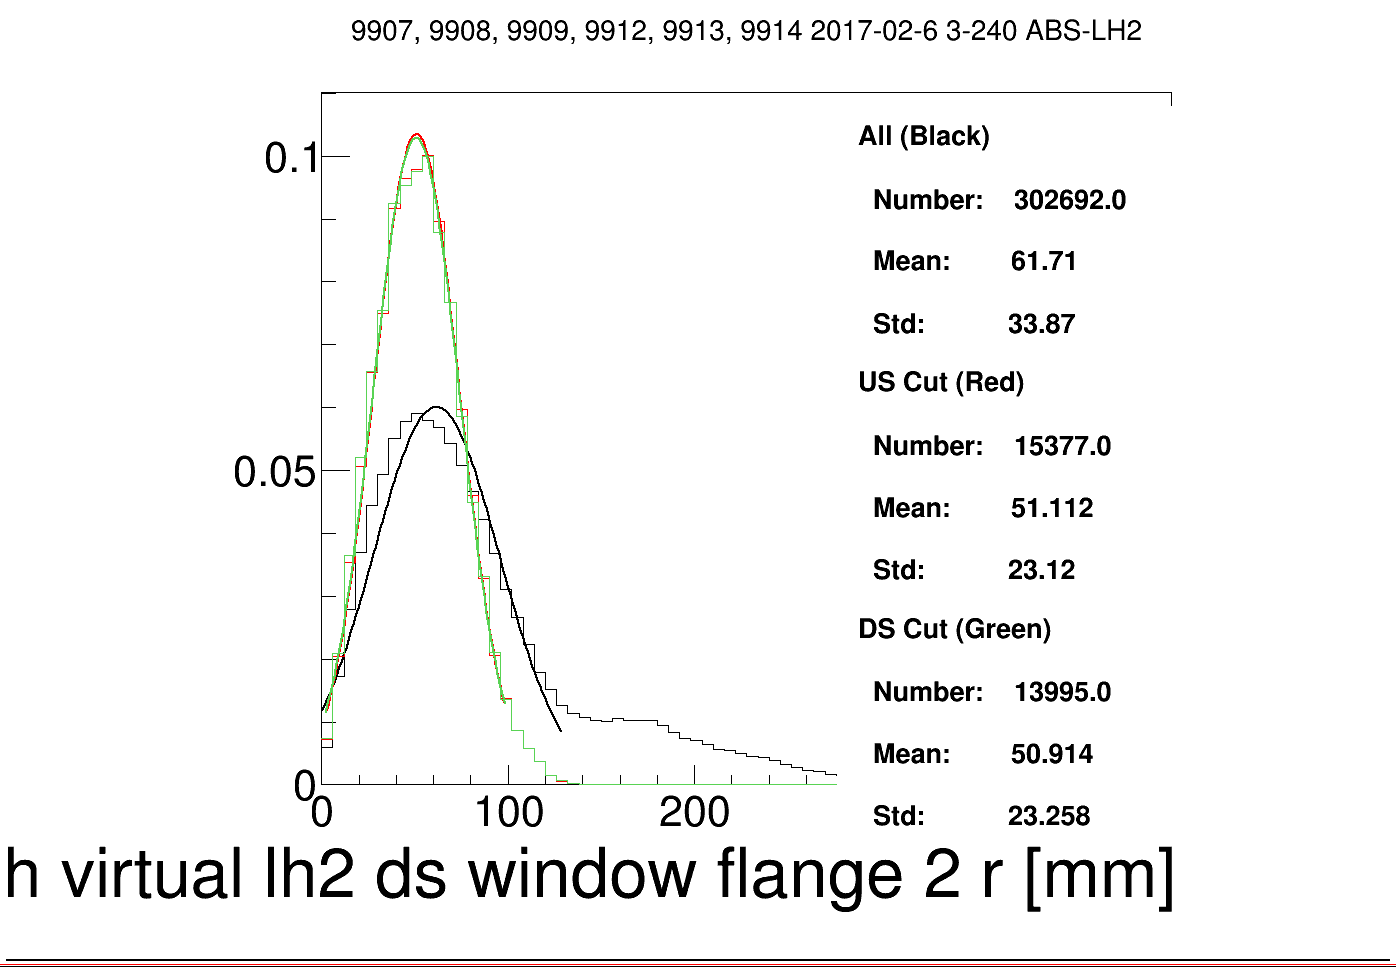 9907, 9908, 9909, 9912, 9913, 9914 2017-02-6 3-240 ABS-LH2
All (Black)
Number: 302692.0
Mean: 61.71
Std: 33.87
US Cut (Red)
Number: 15377.0
Mean: 51.112
Std: 23.12
DS Cut (Green)
Number: 13995.0
Mean: 50.914
Std: 23.258
0.1
0.05
0
0 100 200
h virtual lh2 ds window flange 2 r [mm]